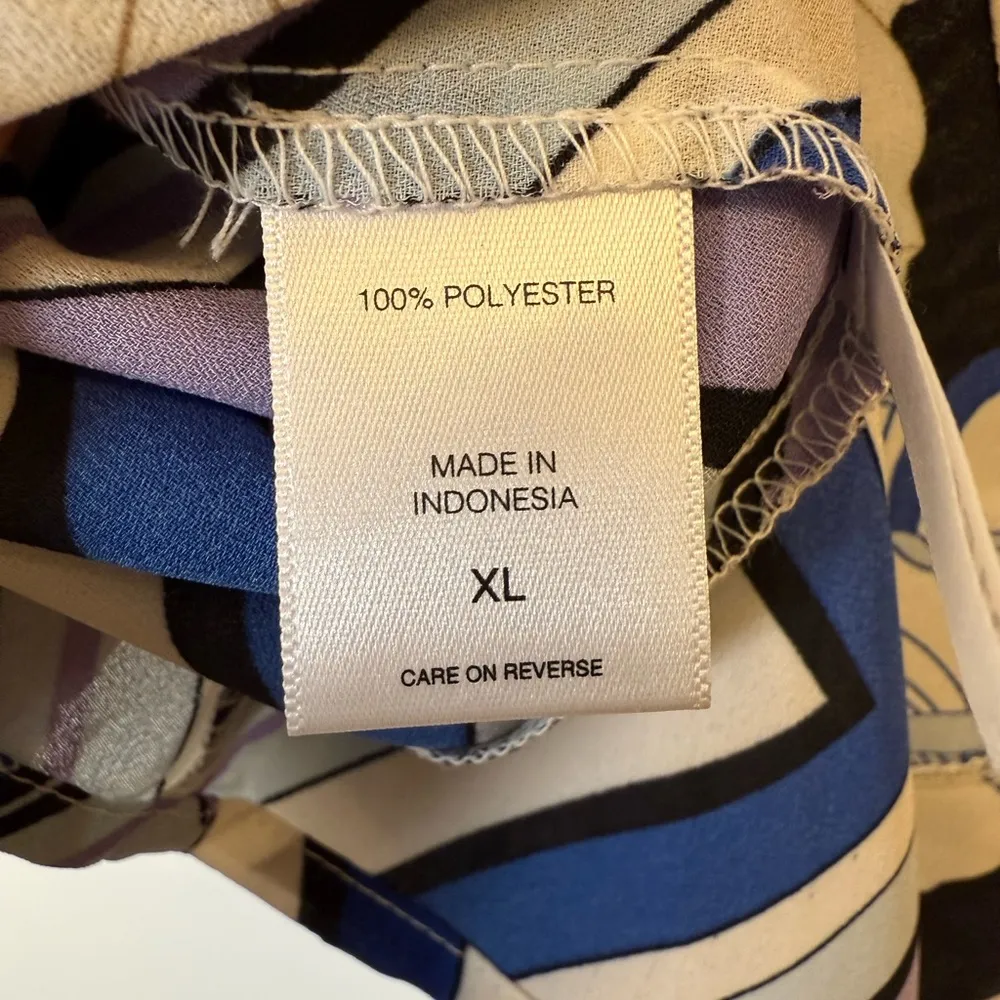 100% POLYESTER
MADE IN
INDONESIA
XL
CARE ON REVERSE